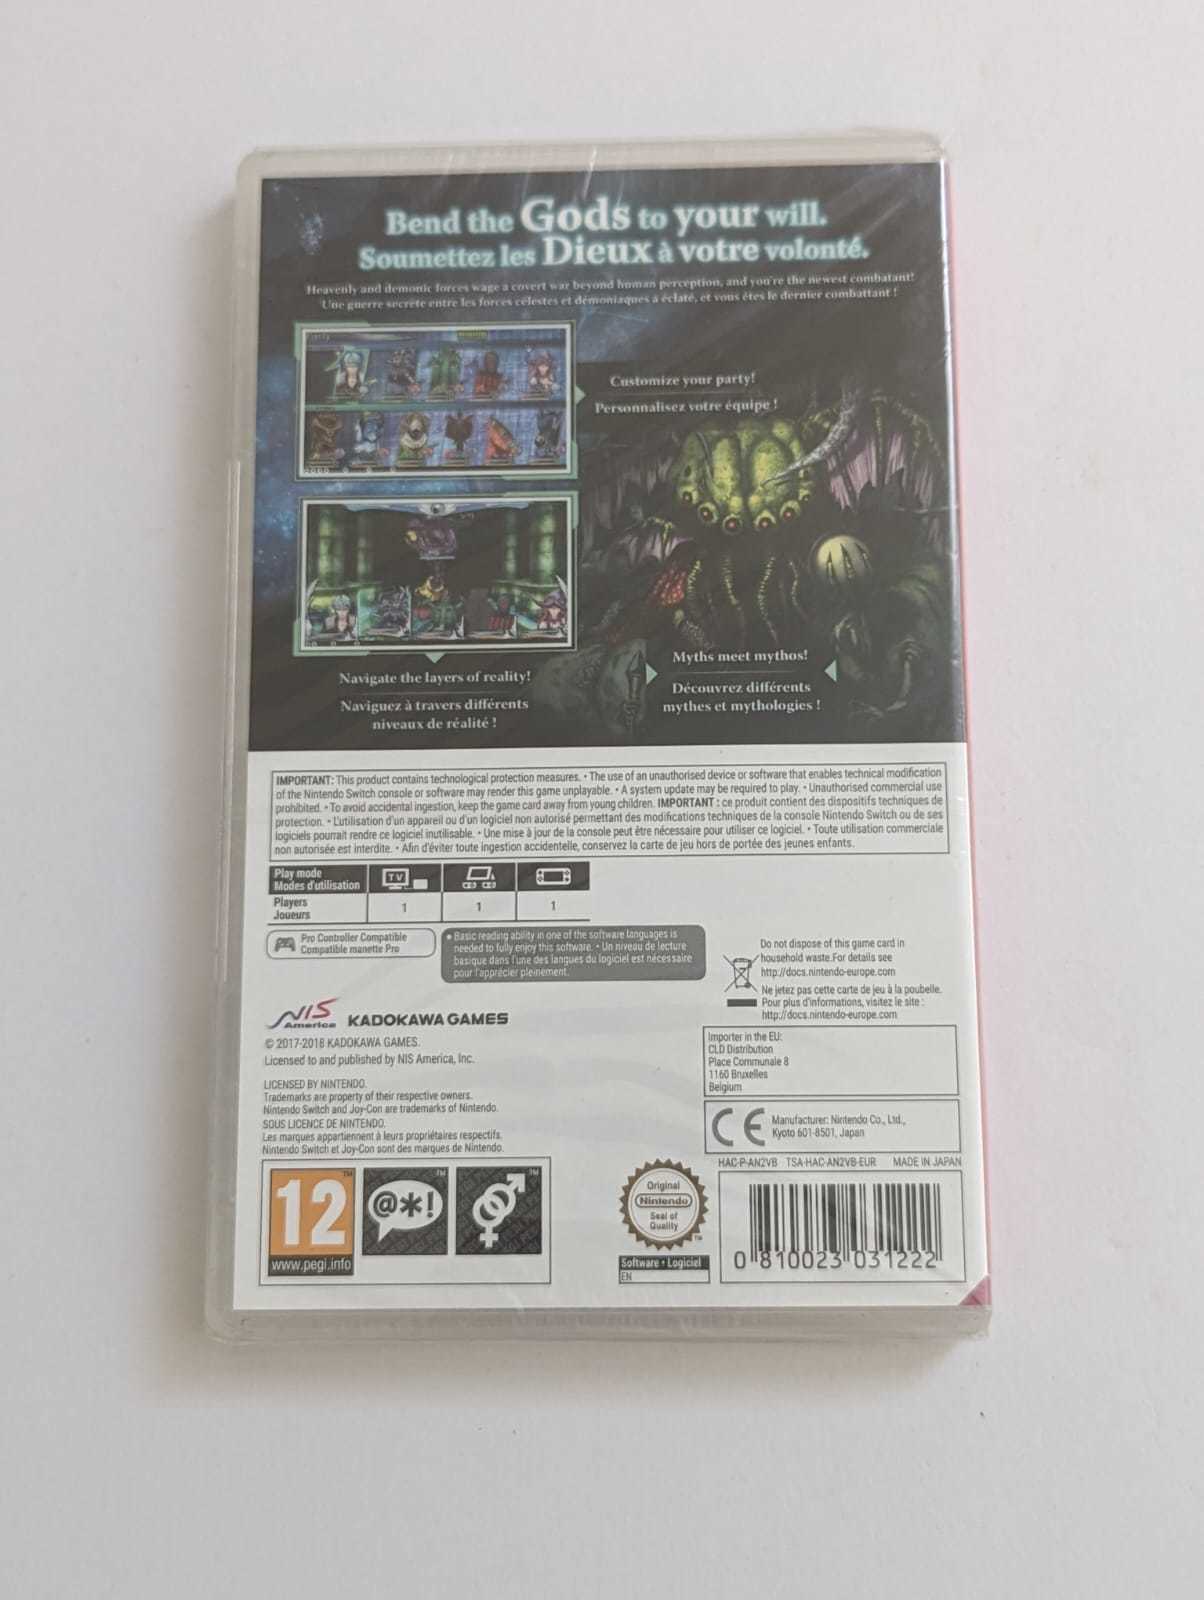 Bend the Gods to your will.
Soumettez les Dieux à votre volonté.
Heavenly and demonic forces wage a covert war beyond human perception, and you're the newest combatant!
Une guerre secrète entre les forces célestes et démoniaques a éclaté, et vous êtes le dernier combattant !
Customize your party!
Personnalisez votre équipe !
Navigate the layers of reality!
Naviguez à travers différents
niveaux de réalité !
Myths meet mythos!
Découvrez différents
mythes et mythologies !
IMPORTANT: This product contains technological protection measures. • The use of an unauthorised device or software that enables technical modification
of the Nintendo Switch console or software may render this game unplayable. • A system update may be required to play. • Unauthorised commercial use
prohibited. • To avoid accidental ingestion, keep the game card away from young children. IMPORTANT : ce produit contient des dispositifs techniques de
protection. • L'utilisation d'un appareil ou d'un logiciel non autorisé permettant des modifications techniques de la console Nintendo Switch ou de ses
logiciels pourrait rendre ce logiciel inutilisable. • Une mise à jour de la console peut être nécessaire pour utiliser ce logiciel. • Toute utilisation commerciale
non autorisée est interdite. • Afin d'éviter toute ingestion accidentelle, conservez la carte de jeu hors de portée des jeunes enfants.
Play mode
Modes d'utilisation
TV
Players
Joueurs
1 1 1
Pro Controller Compatible
Compatible manette Pro
• Basic reading ability in one of the software languages is
needed to fully enjoy this software. • Un niveau de lecture
basique dans l'une des langues du logiciel est nécessaire
pour l'apprécier pleinement.
Do not dispose of this game card in
household waste.For details see
http://docs.nintendo-europe.com
Ne jetez pas cette carte de jeu à la poubelle.
Pour plus d'informations, visitez le site :
http://docs.nintendo-europe.com
NIS
America
KADOKAWA GAMES
© 2017-2018 KADOKAWA GAMES.
Licensed to and published by NIS America, Inc.
LICENSED BY NINTENDO.
Trademarks are property of their respective owners.
Nintendo Switch and Joy-Con are trademarks of Nintendo.
SOUS LICENCE DE NINTENDO.
Les marques appartiennent à leurs propriétaires respectifs.
Nintendo Switch et Joy-Con sont des marques de Nintendo.
Importer in the EU:
CLD Distribution
Place Communale 8
1160 Bruxelles
Belgium
CE
Manufacturer: Nintendo Co., Ltd.,
Kyoto 601-8501, Japan
HAC-P-AN2VB TSA-HAC-AN2VB-EUR MADE IN JAPAN
12
www.pegi.info
@*!
Original
Nintendo
Seal of
Quality
Software • Logiciel
EN
0 810023 031222